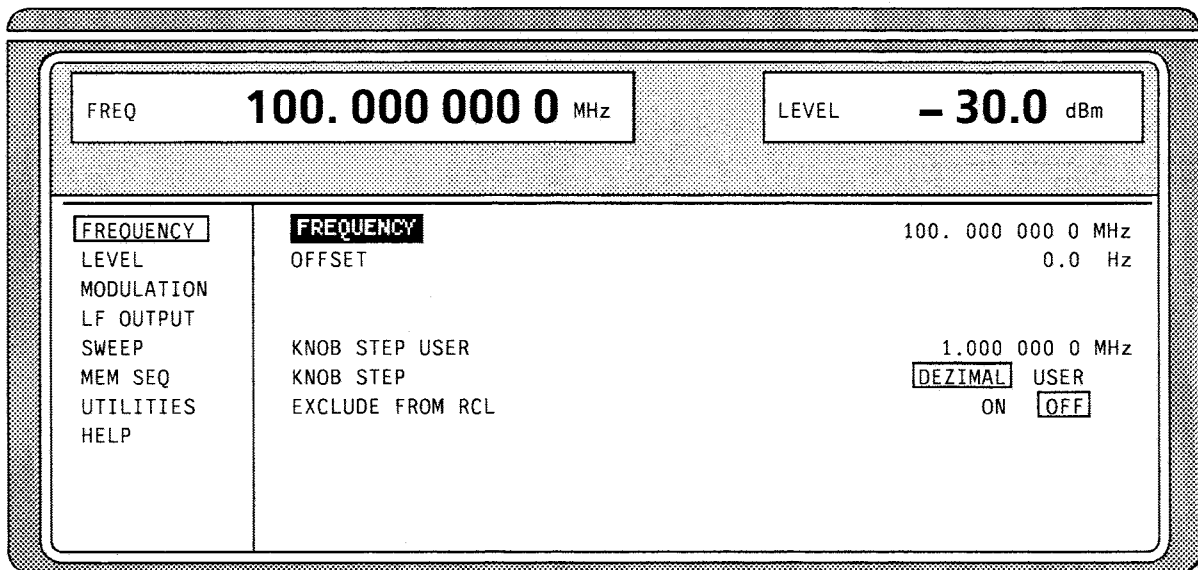 FREQ 100. 000 000 0 MHz LEVEL – 30.0 dBm
FREQUENCY FREQUENCY 100. 000 000 0 MHz
LEVEL OFFSET 0.0 Hz
MODULATION
LF OUTPUT
SWEEP KNOB STEP USER 1.000 000 0 MHz
MEM SEQ KNOB STEP DEZIMAL USER
UTILITIES EXCLUDE FROM RCL ON OFF
HELP